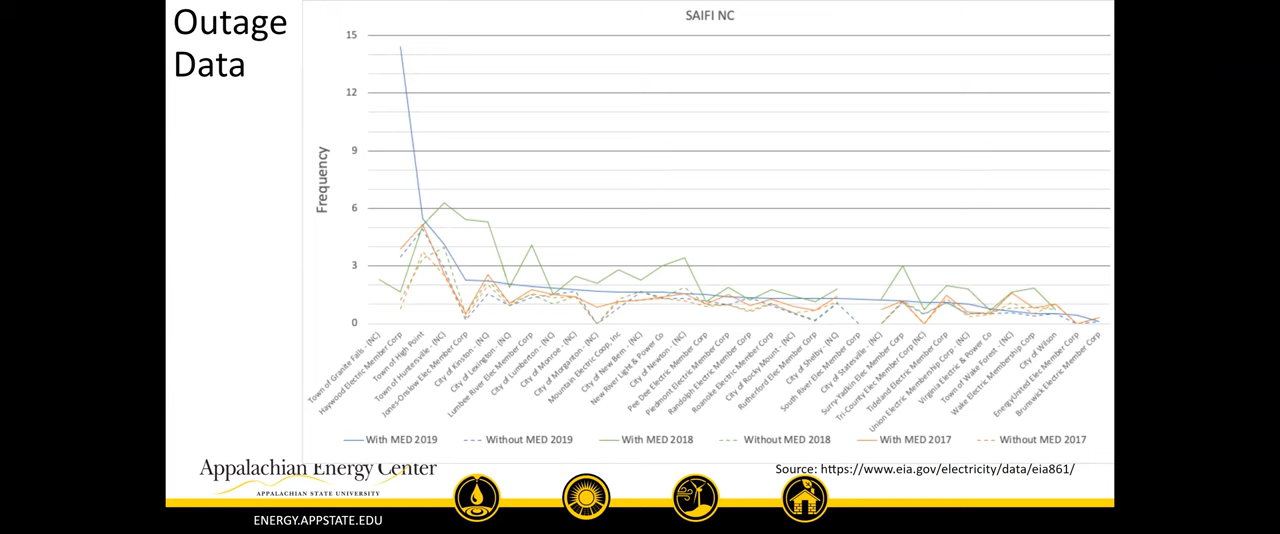 Outage
Data
SAIFI NC
15
12
9
6
3
0
Frequency
Town of Granite Falls - (NC)
Haywood Electric Member Corp
Town of High Point
Town of Huntersville - (NC)
Jones-Onslow Elec Member Corp
City of Kinston - (NC)
City of Lexington - (NC)
Lumbee River Elec Member Corp
City of Lumberton - (NC)
City of Monroe - (NC)
City of Morganton - (NC)
Mountain Electric Coop, Inc
City of New Bern - (NC)
New River Light & Power Co
City of Newton - (NC)
Pee Dee Electric Member Corp
Piedmont Electric Member Corp
Randolph Electric Member Corp
Roanoke Electric Member Corp
City of Rocky Mount - (NC)
Rutherford Elec Member Corp
City of Shelby - (NC)
South River Elec Member Corp
City of Statesville - (NC)
Surry-Yadkin Elec Member Corp
Tri-County Elec Member Corp (NC)
Tideland Electric Member Corp
Union Electric Membership Corp - (NC)
Virginia Electric & Power Co
Town of Wake Forest - (NC)
Wake Electric Membership Corp
City of Wilson
EnergyUnited Elec Member Corp
Brunswick Electric Member Corp
With MED 2019 Without MED 2019 With MED 2018 Without MED 2018 With MED 2017 Without MED 2017
Appalachian Energy Center
APPALACHIAN STATE UNIVERSITY
Source: https://www.eia.gov/electricity/data/eia861/
ENERGY.APPSTATE.EDU